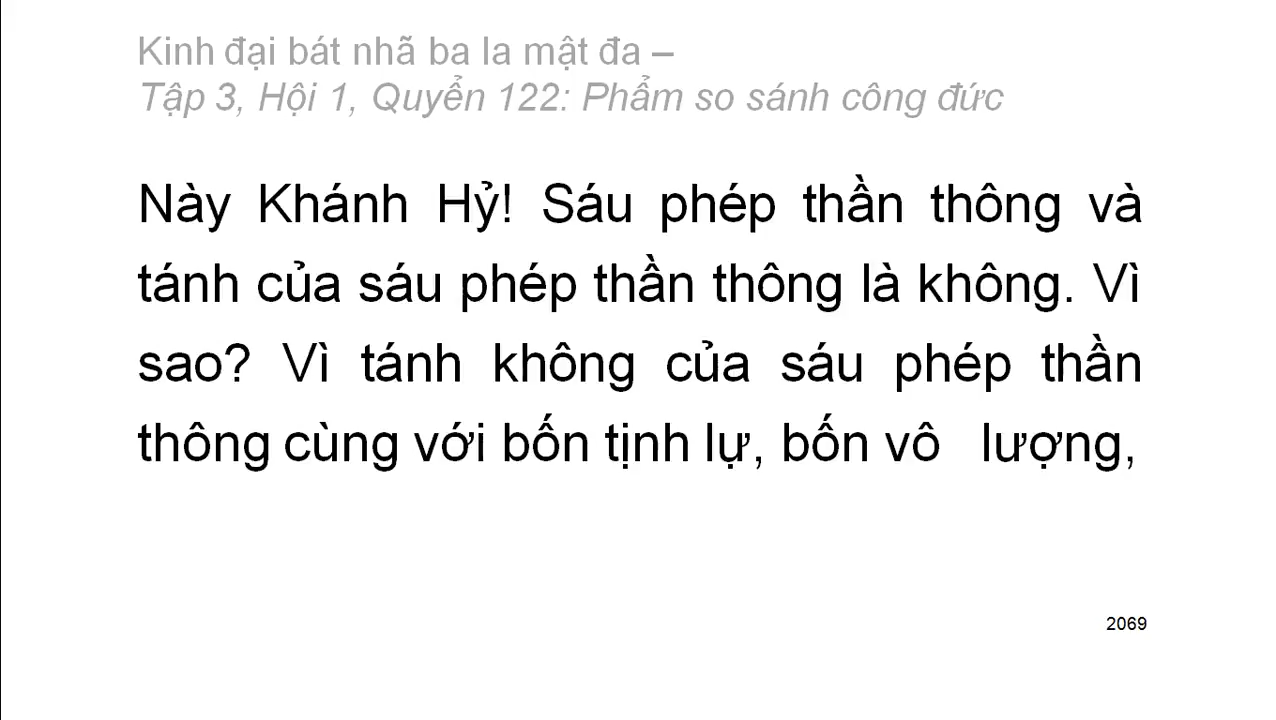 Kinh đại bát nhã ba la mật đa –
Tập 3, Hội 1, Quyển 122: Phẩm so sánh công đức
Này Khánh Hỷ! Sáu phép thần thông và
tánh của sáu phép thần thông là không. Vì
sao? Vì tánh không của sáu phép thần
thông cùng với bốn tịnh lự, bốn vô lượng,
2069